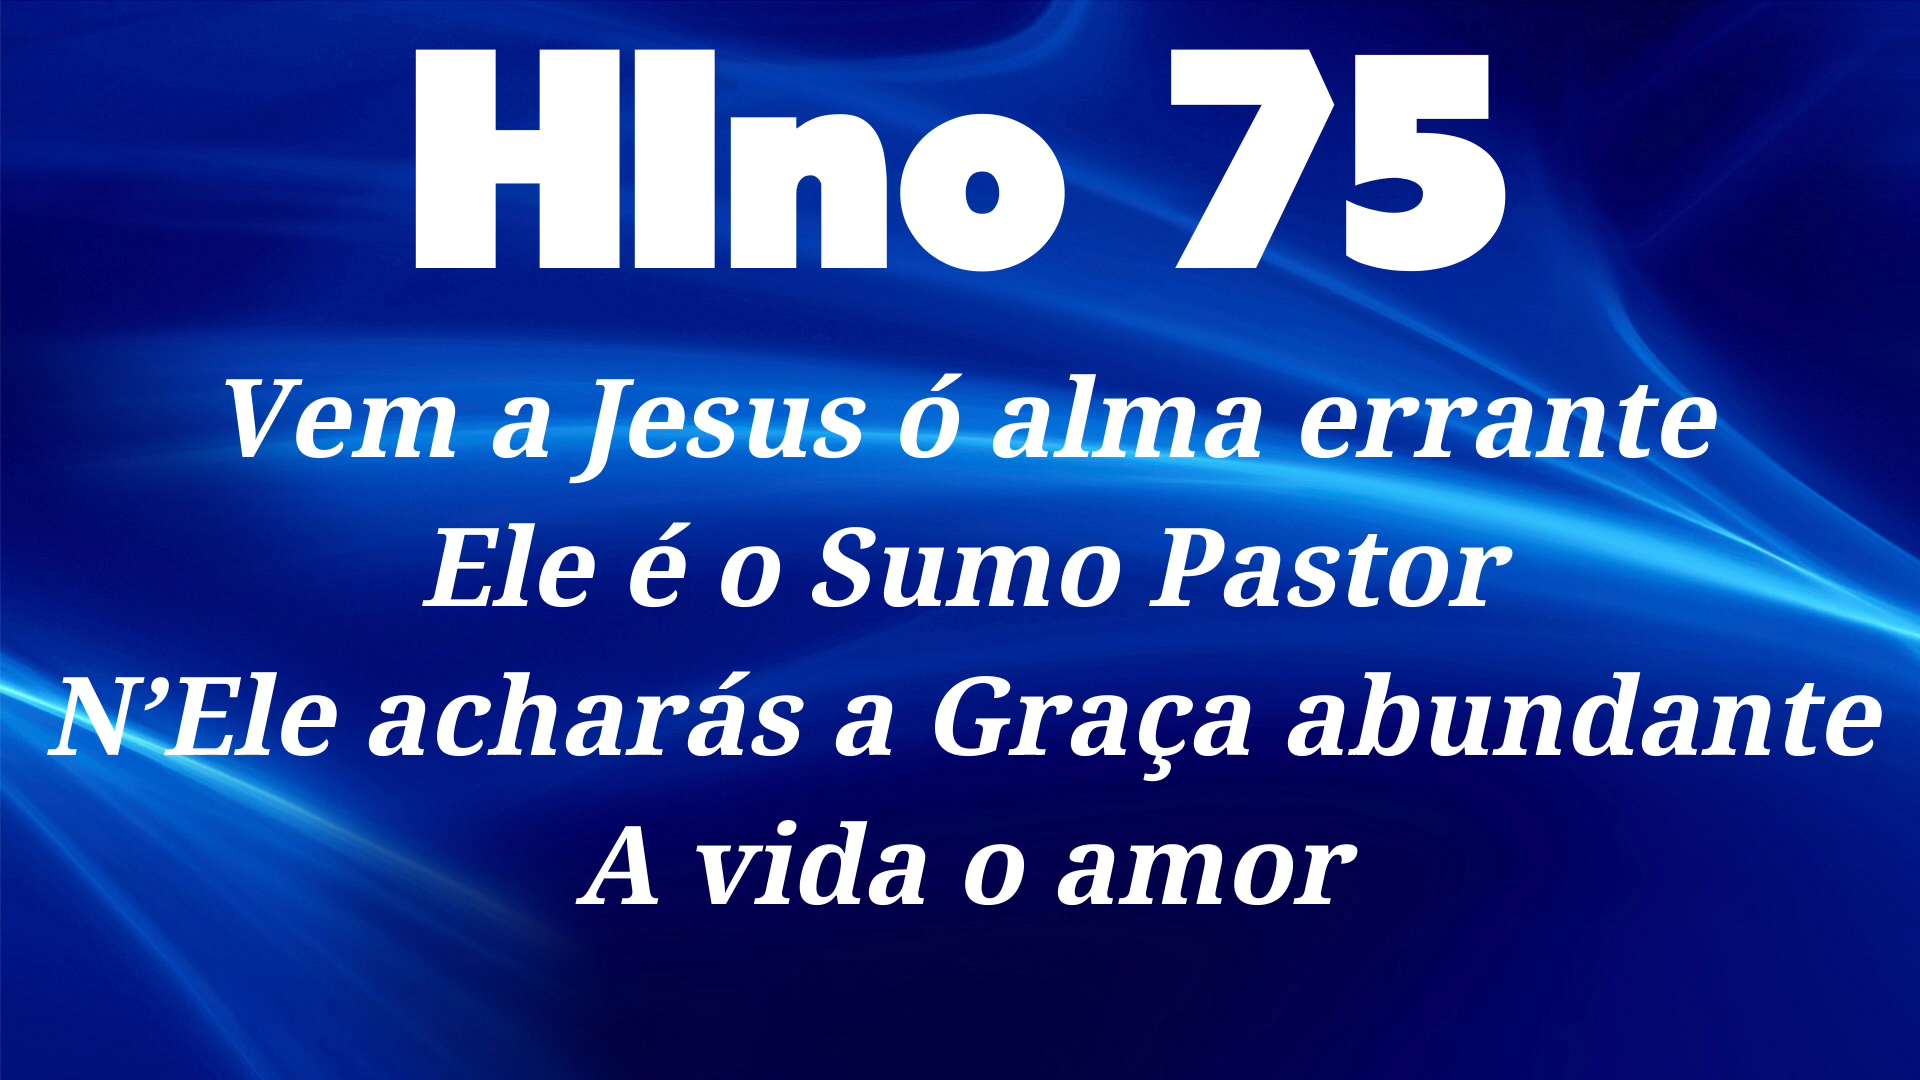 HIno 75
Vem a Jesus ó alma errante
Ele é o Sumo Pastor
N’Ele acharás a Graça abundante
A vida o amor